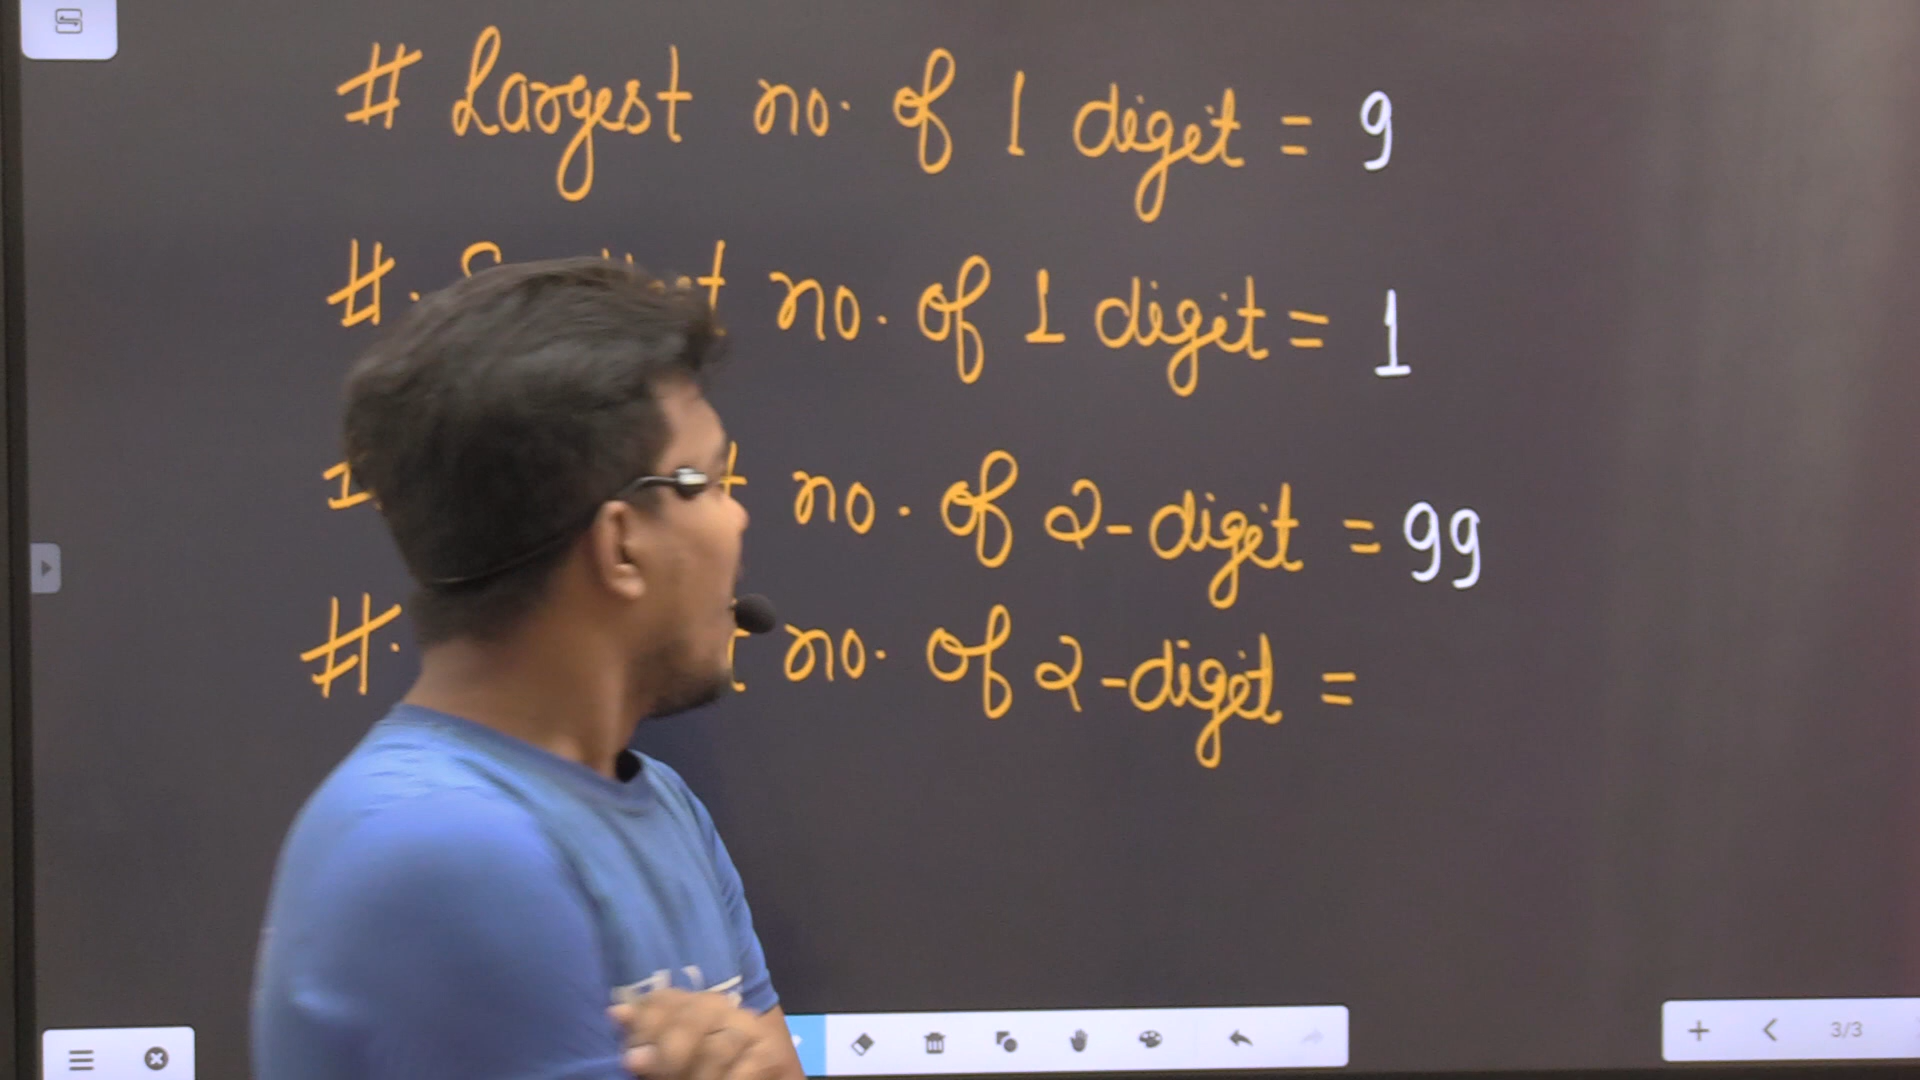 # Largest no. of 1 digit = 9
#. no. of 1 digit = 1
no. of 2-digit = 99
#. no. of 2-digit =
3/3